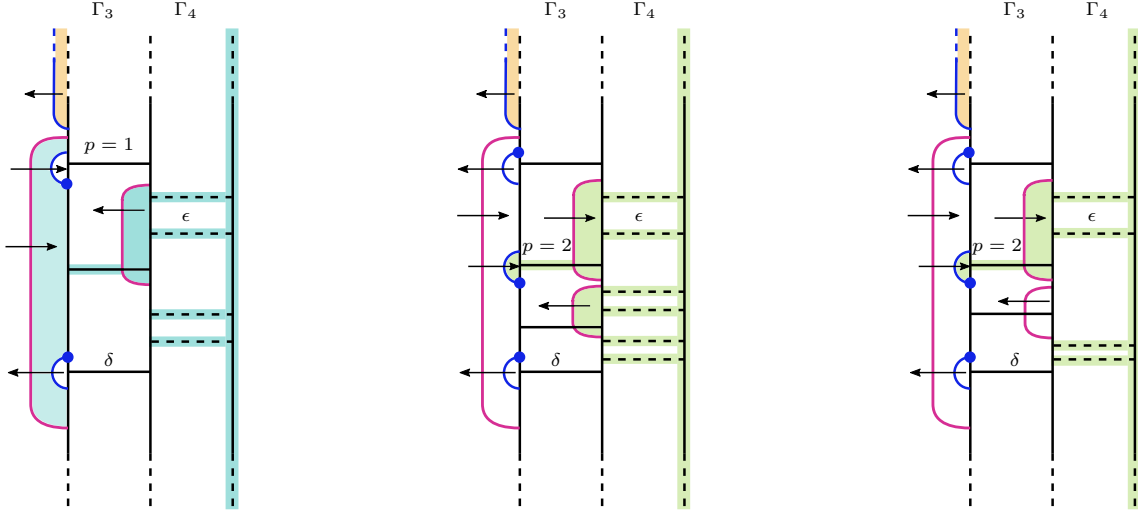 Γ₃ Γ₄ Γ₃ Γ₄ Γ₃ Γ₄
p = 1
ϵ ϵ ϵ
p = 2 p = 2
δ δ δ